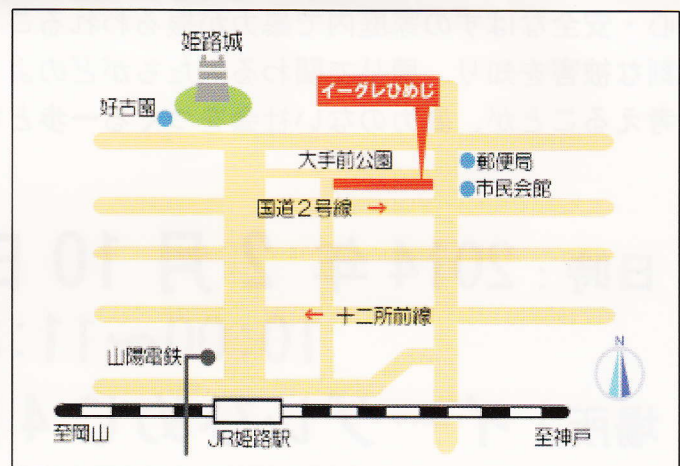 姫路城
イーグレひめじ
好古園
大手前公園
郵便局
市民会館
国道2号線 →
← 十二所前線
山陽電鉄
N
至岡山
JR姫路駅
至神戸